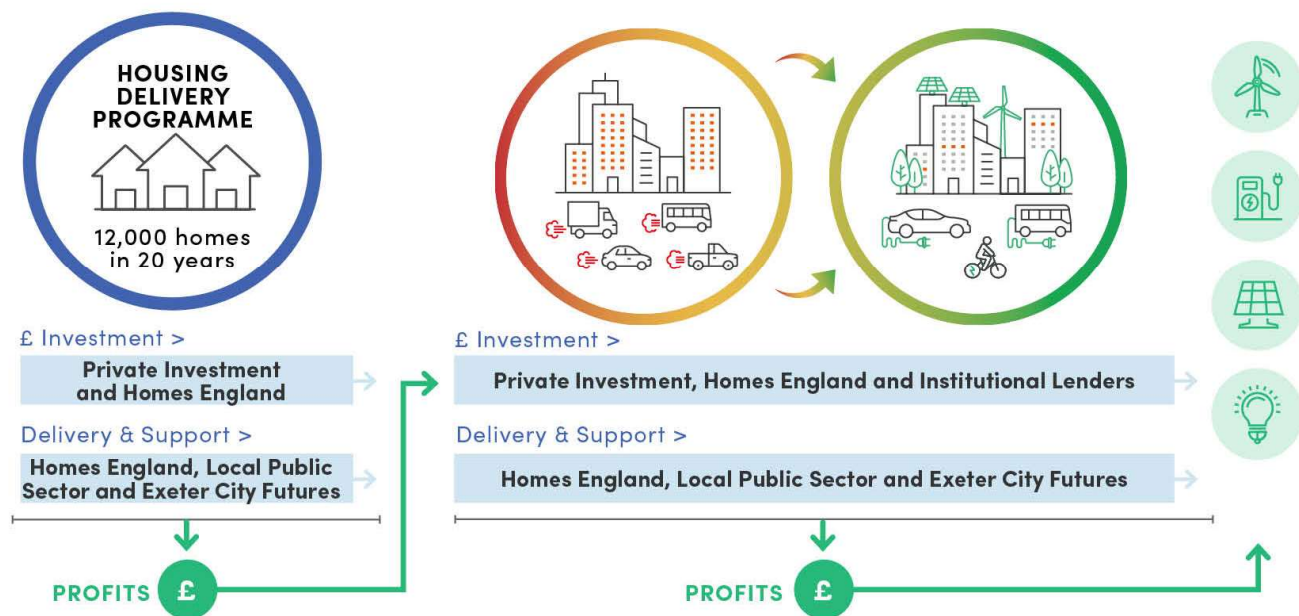 HOUSING
DELIVERY
PROGRAMME
12,000 homes
in 20 years
£ Investment >
Private Investment
and Homes England
Delivery & Support >
Homes England, Local Public
Sector and Exeter City Futures
PROFITS £
£ Investment >
Private Investment, Homes England and Institutional Lenders
Delivery & Support >
Homes England, Local Public Sector and Exeter City Futures
PROFITS £